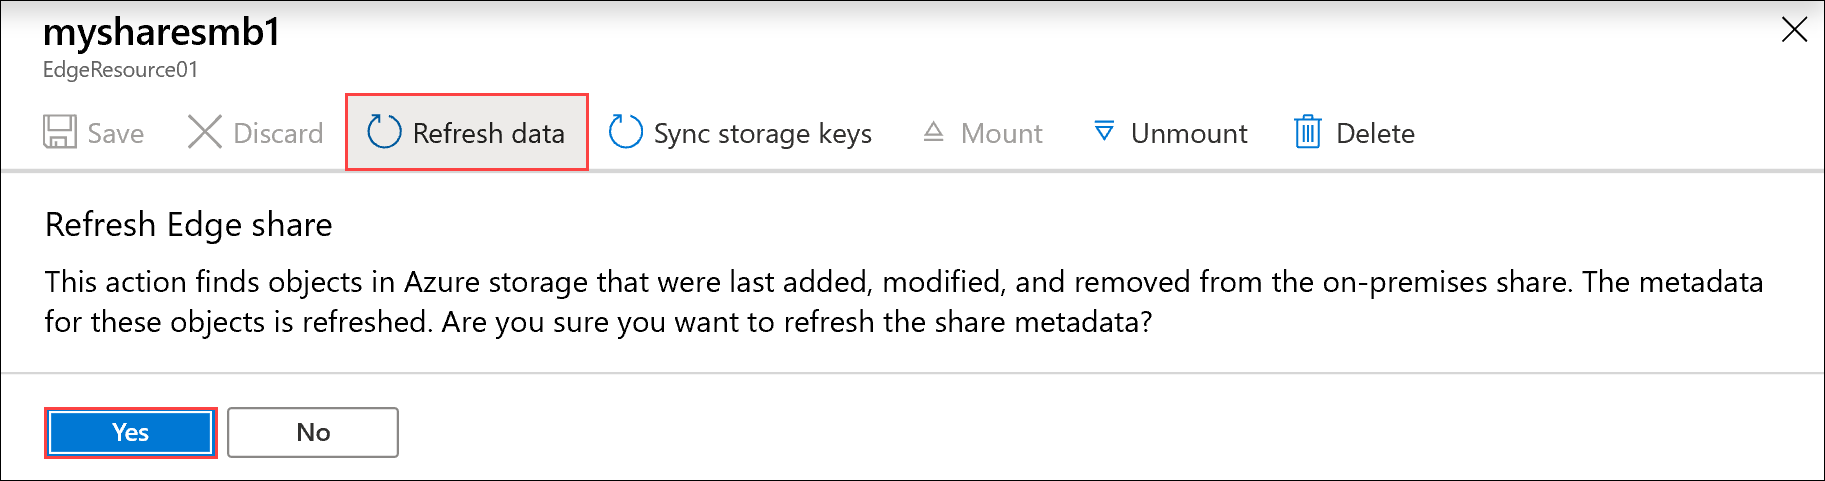 mysharesmb1
EdgeResource01
Save Discard Refresh data Sync storage keys Mount Unmount Delete
Refresh Edge share
This action finds objects in Azure storage that were last added, modified, and removed from the on-premises share. The metadata
for these objects is refreshed. Are you sure you want to refresh the share metadata?
Yes No